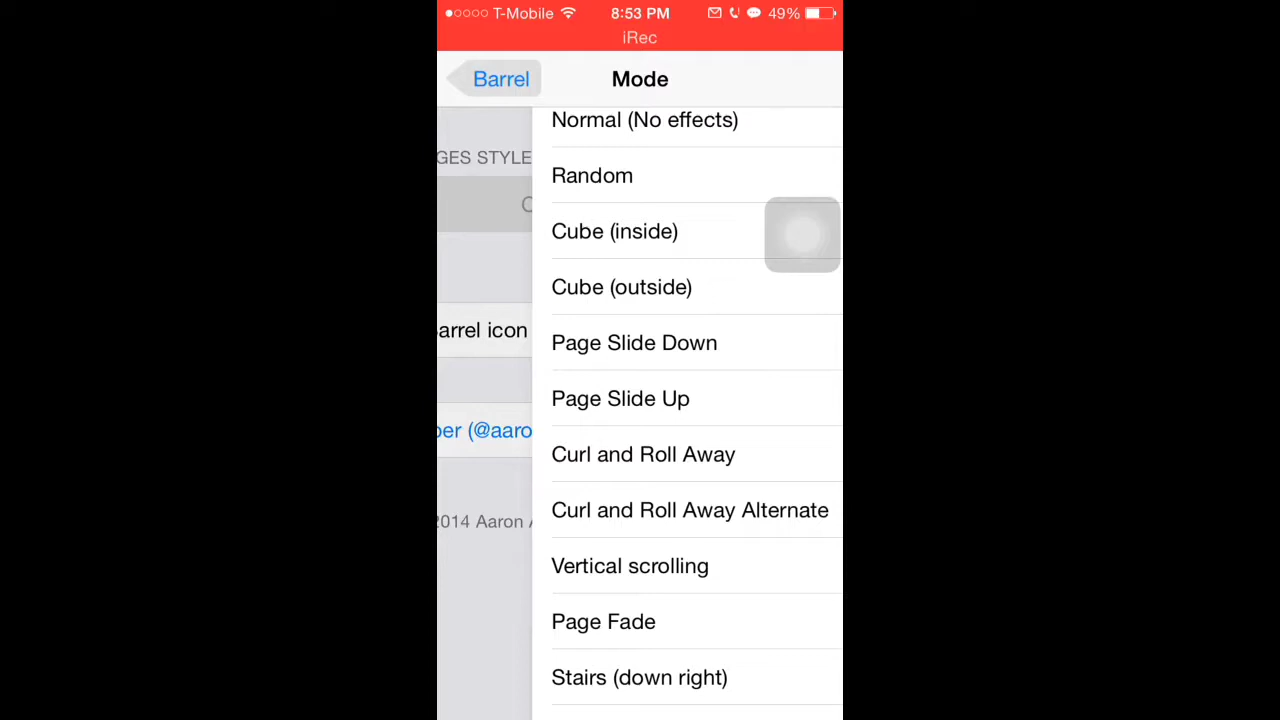 T-Mobile 8:53 PM 49%
iRec
Barrel Mode
Normal (No effects)
GES STYLE
Random
Cube (inside)
Cube (outside)
arrel icon
Page Slide Down
Page Slide Up
ber (@aaro
Curl and Roll Away
Curl and Roll Away Alternate
2014 Aaron A
Vertical scrolling
Page Fade
Stairs (down right)